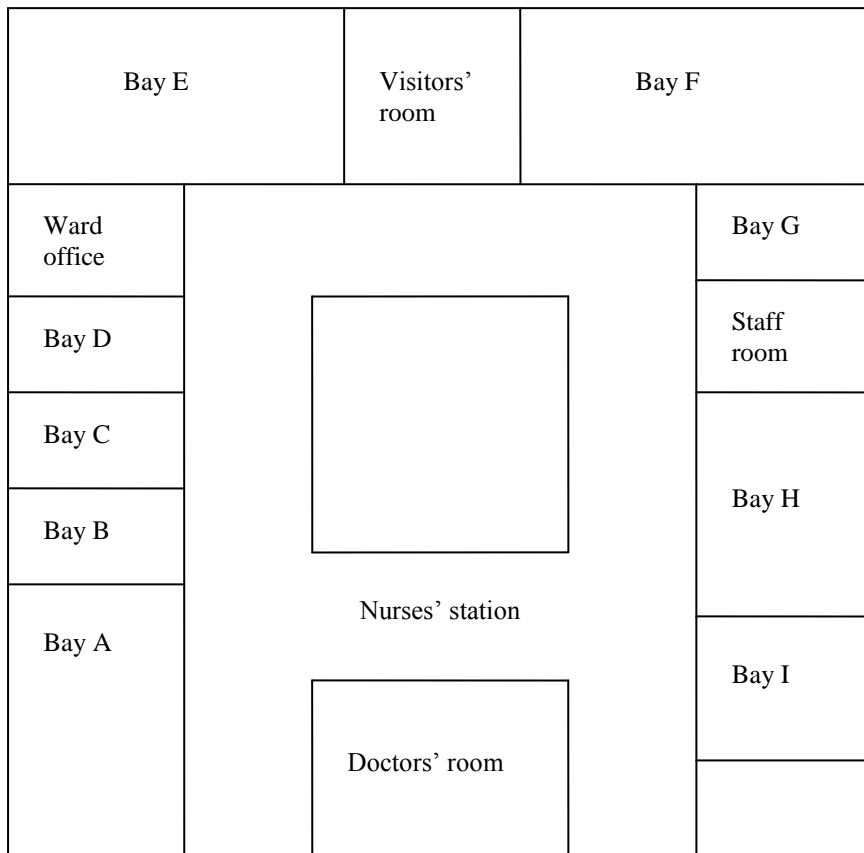 Bay E
Visitors’
room
Bay F
Ward
office
Bay G
Bay D
Staff
room
Bay C
Bay H
Bay B
Nurses’ station
Bay A
Bay I
Doctors’ room